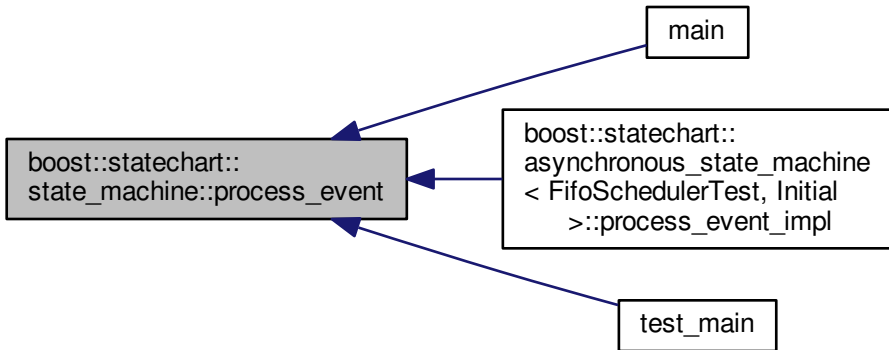 main
boost::statechart::
state_machine::process_event
boost::statechart::
asynchronous_state_machine
< FifoSchedulerTest, Initial
>::process_event_impl
test_main